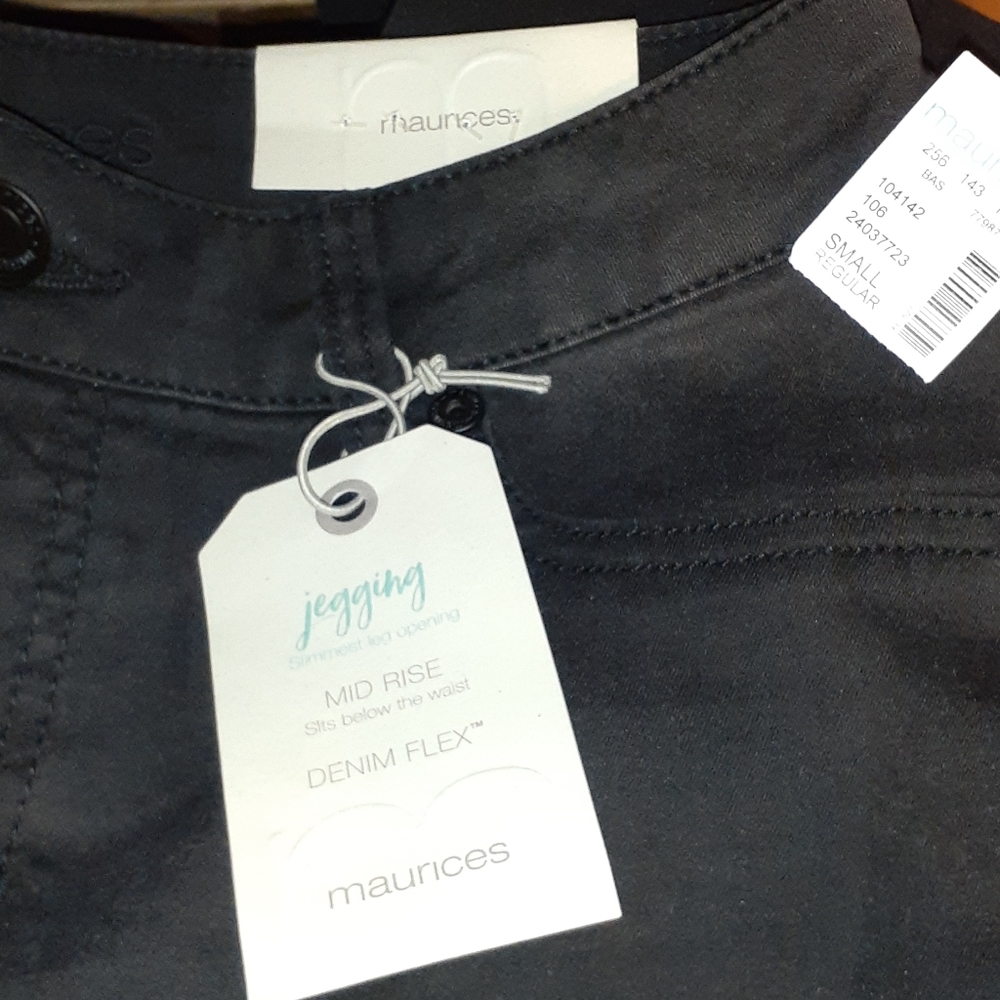 maurices
256 143
BAS
104142
106
24037723
SMALL
REGULAR
jegging
Slimmest leg opening
MID RISE
Sits below the waist
DENIM FLEX™
maurices